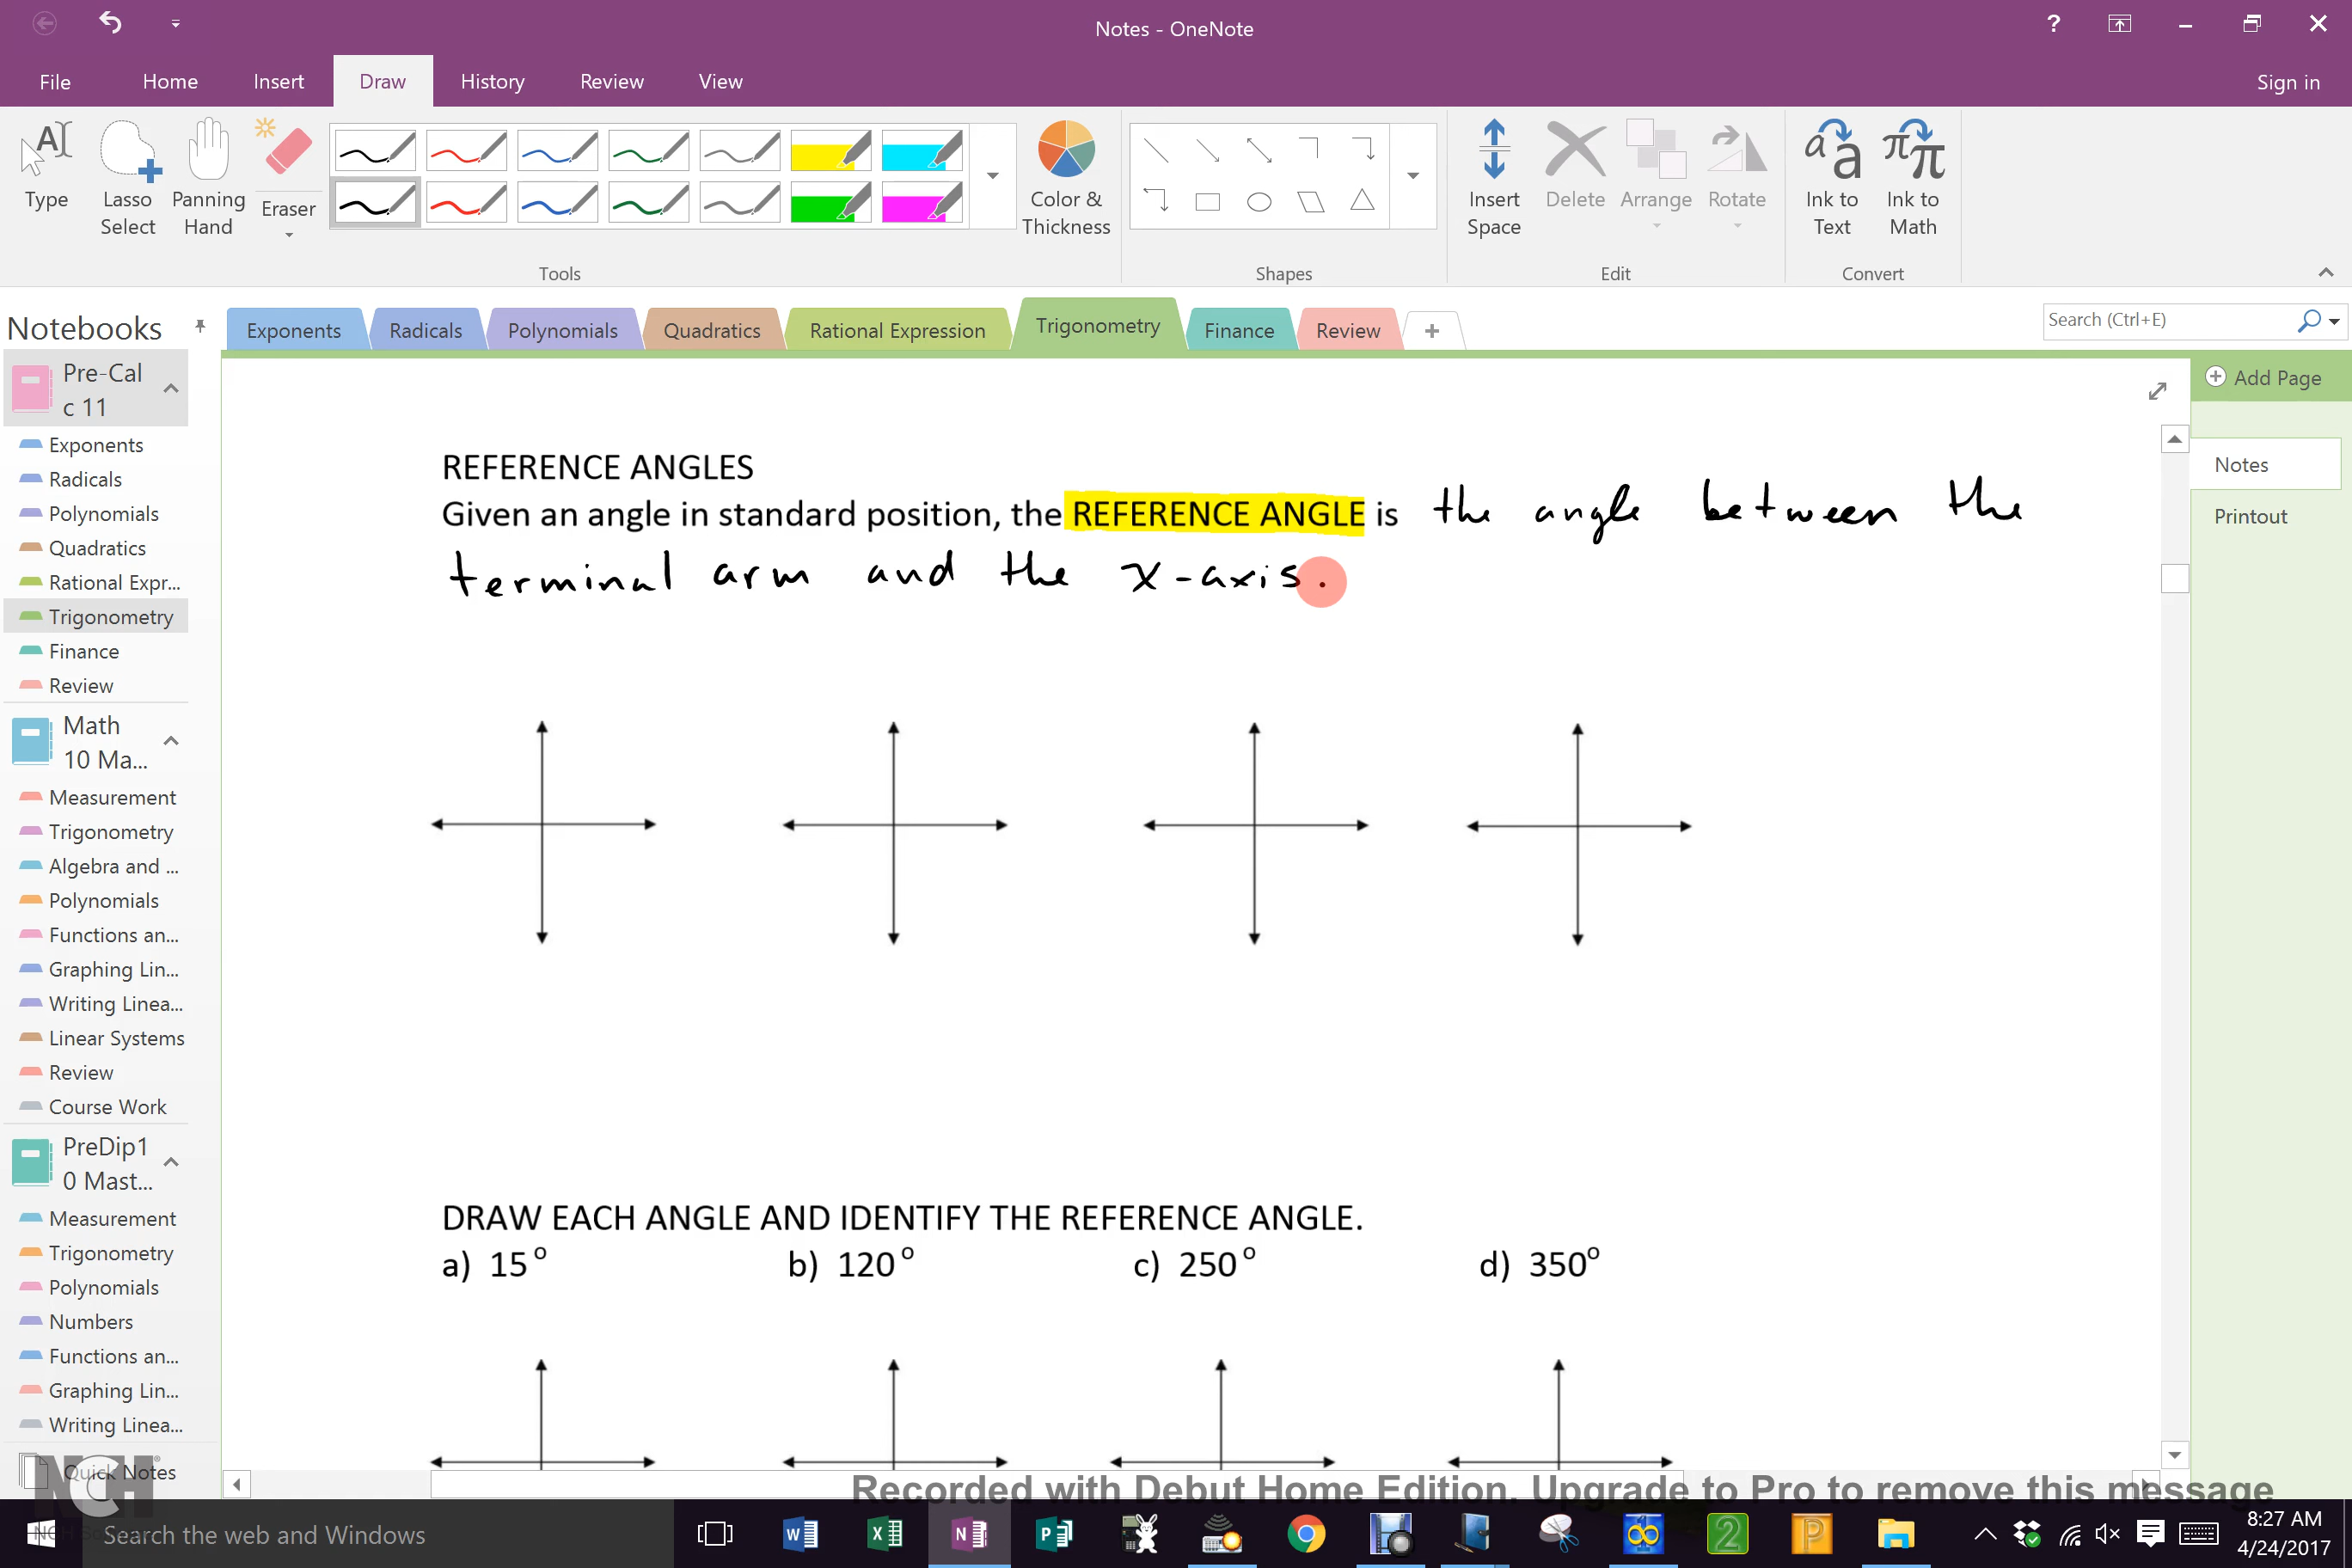 Notes - OneNote
File Home Insert Draw History Review View
Sign in
Type
Lasso Select
Panning Hand
Eraser
Color & Thickness
Insert Space
Delete
Arrange
Rotate
Ink to Text
Ink to Math
Tools
Shapes
Edit
Convert
Notebooks
Exponents Radicals Polynomials Quadratics Rational Expression Trigonometry Finance Review
Search (Ctrl+E)
Pre-Cal
c 11
Exponents
Radicals
Polynomials
Quadratics
Rational Expr...
Trigonometry
Finance
Review
Math
10 Ma...
Measurement
Trigonometry
Algebra and ...
Polynomials
Functions an...
Graphing Lin...
Writing Linea...
Linear Systems
Review
Course Work
PreDip1
0 Mast...
Measurement
Trigonometry
Polynomials
Numbers
Functions an...
Graphing Lin...
Writing Linea...
Quick Notes
Add Page
Notes
Printout
REFERENCE ANGLES
Given an angle in standard position, the REFERENCE ANGLE is the angle between the
terminal arm and the x-axis.
DRAW EACH ANGLE AND IDENTIFY THE REFERENCE ANGLE.
a) 15° b) 120° c) 250° d) 350°
Recorded with Debut Home Edition. Upgrade to Pro to remove this message
NCH
Search the web and Windows
8:27 AM
4/24/2017